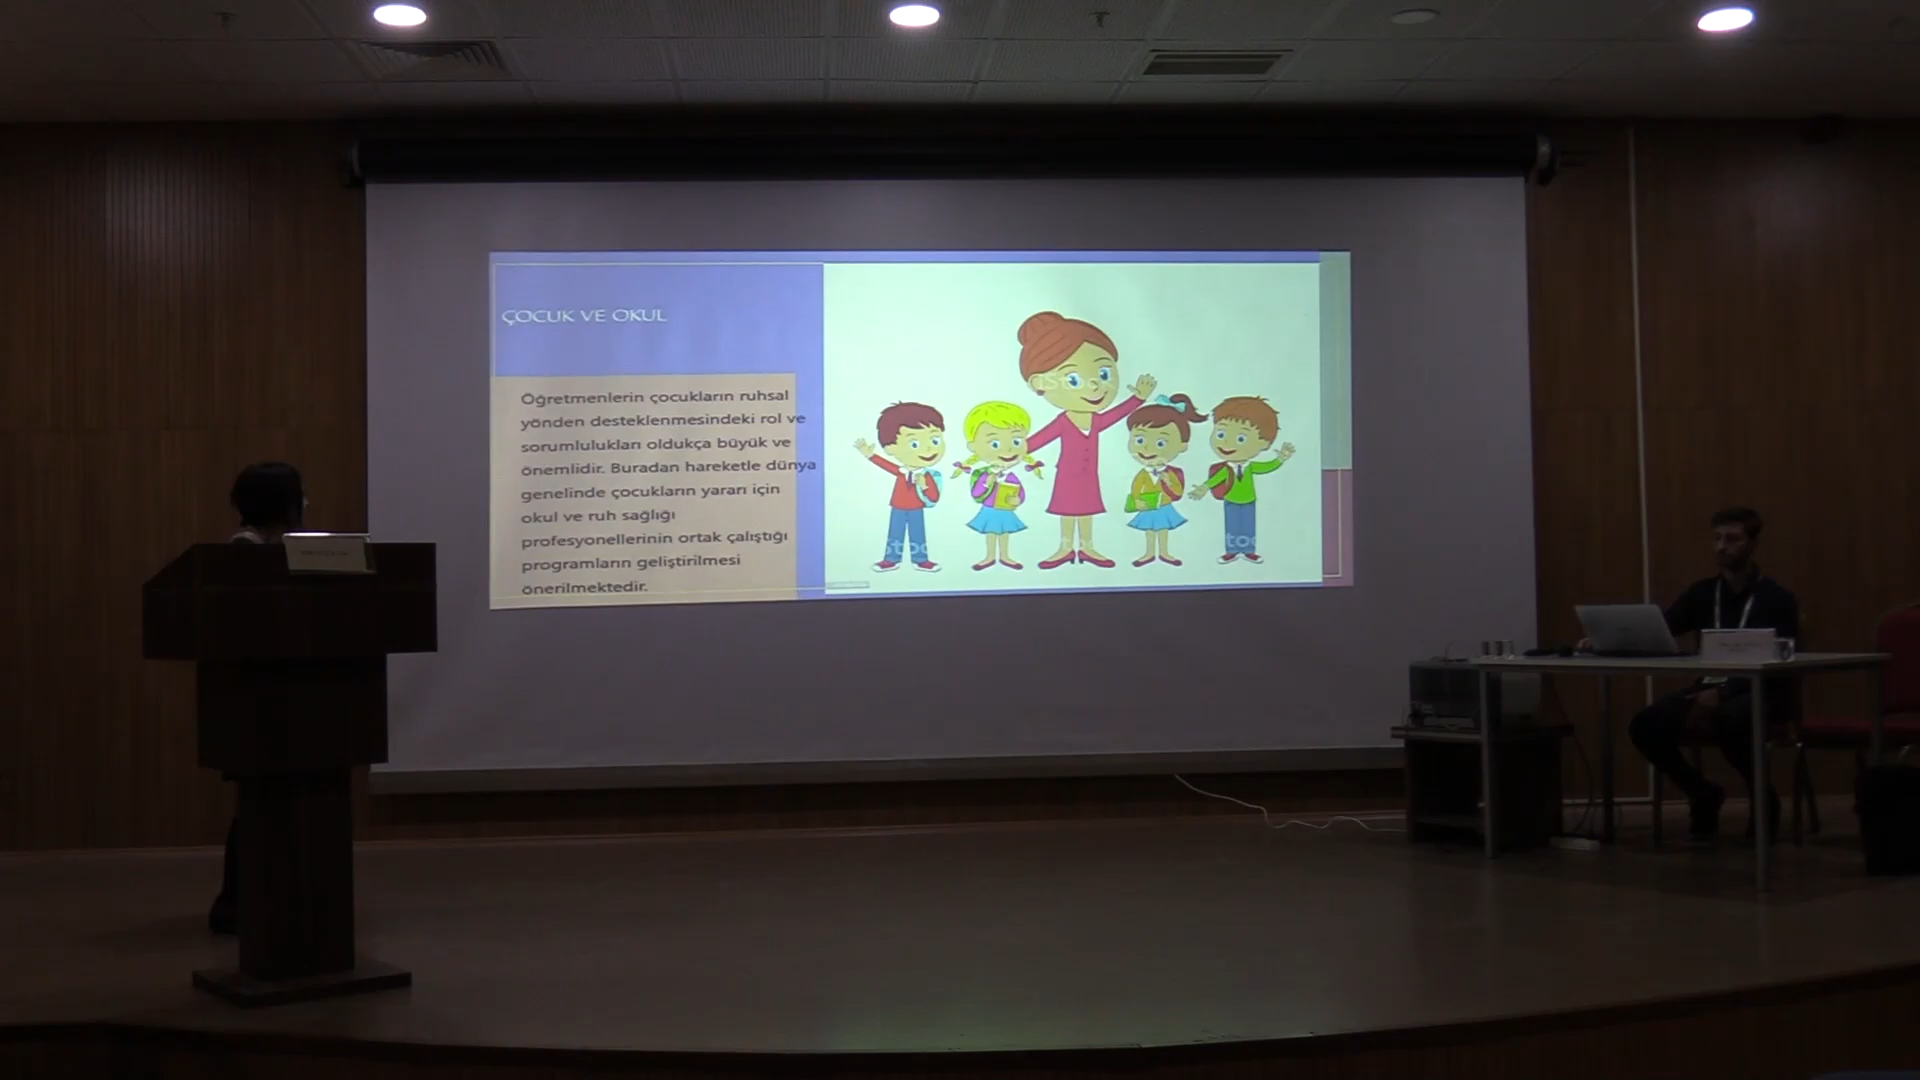 ÇOCUK VE OKUL
Öğretmenlerin çocukların ruhsal
yönden desteklenmesindeki rol ve
sorumlulukları oldukça büyük ve
önemlidir. Buradan hareketle dünya
genelinde çocukların yararı için
okul ve ruh sağlığı
profesyonellerinin ortak çalıştığı
programların geliştirilmesi
önerilmektedir.
iStock